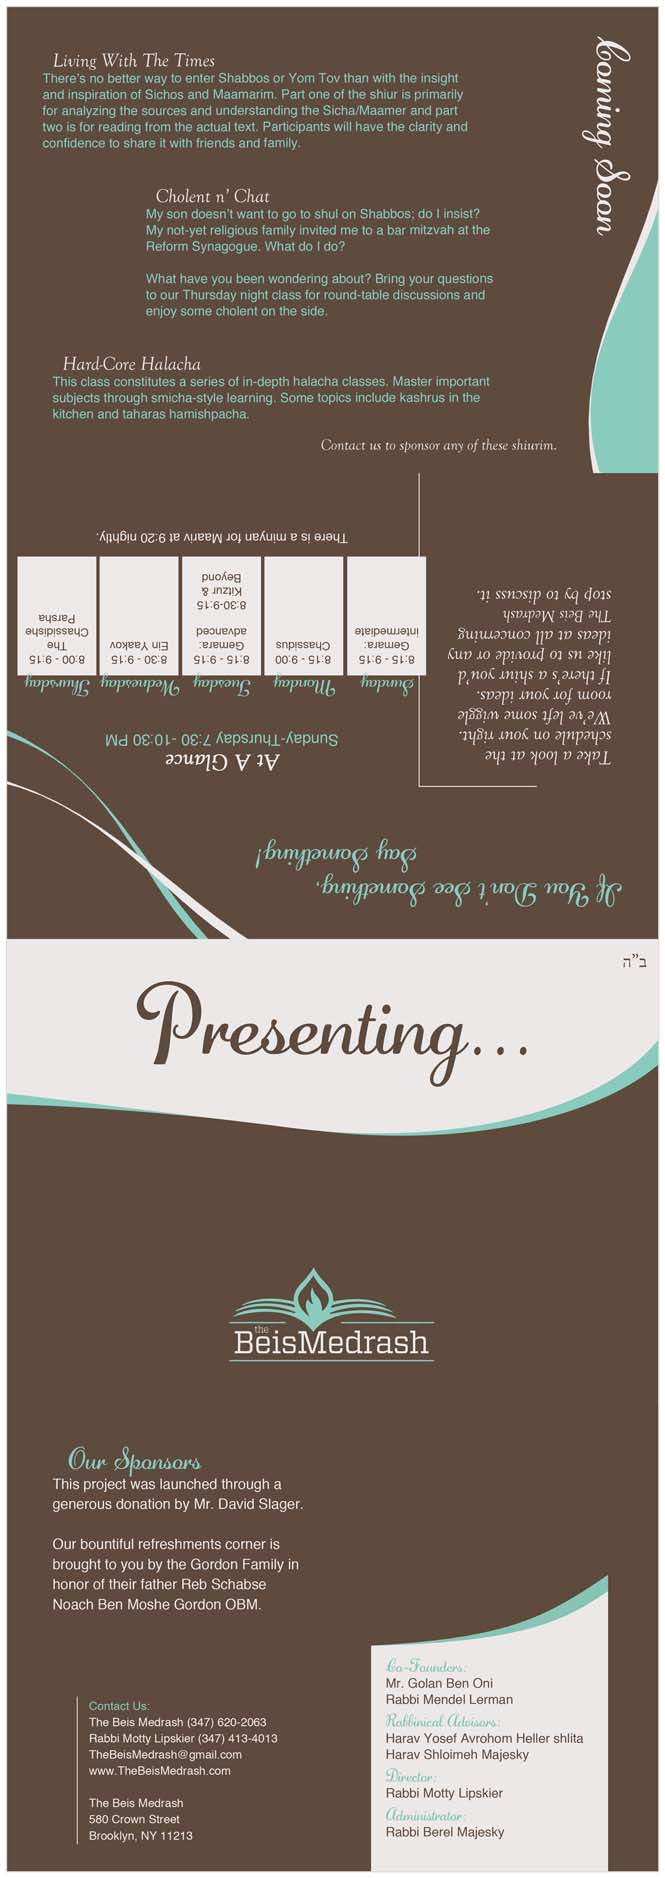 Coming Soon
Living With The Times
There's no better way to enter Shabbos or Yom Tov than with the insight
and inspiration of Sichos and Maamarim. Part one of the shiur is primarily
for analyzing the sources and understanding the Sicha/Maamer and part
two is for reading from the actual text. Participants will have the clarity and
confidence to share it with friends and family.
Cholent n' Chat
My son doesn't want to go to shul on Shabbos; do I insist?
My not-yet religious family invited me to a bar mitzvah at the
Reform Synagogue. What do I do?
What have you been wondering about? Bring your questions
to our Thursday night class for round-table discussions and
enjoy some cholent on the side.
Hard-Core Halacha
This class constitutes a series of in-depth halacha classes. Master important
subjects through smicha-style learning. Some topics include kashrus in the
kitchen and taharas hamishpacha.
Contact us to sponsor any of these shiurim.
If You Don't See Something,
Say Something!
Take a look at the
schedule on your right.
We've left some wiggle
room for your ideas.
If there's a shiur you'd
like us to provide or any
ideas at all concerning
The Beis Medrash
stop by to discuss it.
At A Glance
Sunday-Thursday 7:30 -10:30 PM
Sunday
8:15 - 9:15
Gemara:
intermediate
Monday
8:15 - 9:00
Chassidus
Tuesday
8:15 - 9:15
Gemara:
advanced
8:30-9:15
Kitzur &
Beyond
Wednesday
8:30 - 9:15
Ein Yaakov
Thursday
8:00 - 9:15
The
Chassidishe
Parsha
There is a minyan for Maariv at 9:20 nightly.
ב"ה
Presenting...
the
BeisMedrash
Our Sponsors
This project was launched through a
generous donation by Mr. David Slager.
Our bountiful refreshments corner is
brought to you by the Gordon Family in
honor of their father Reb Schabse
Noach Ben Moshe Gordon OBM.
Contact Us:
The Beis Medrash (347) 620-2063
Rabbi Motty Lipskier (347) 413-4013
TheBeisMedrash@gmail.com
www.TheBeisMedrash.com
The Beis Medrash
580 Crown Street
Brooklyn, NY 11213
Co-Founders:
Mr. Golan Ben Oni
Rabbi Mendel Lerman
Rabbinical Advisors:
Harav Yosef Avrohom Heller shlita
Harav Shloimeh Majesky
Director:
Rabbi Motty Lipskier
Administrator:
Rabbi Berel Majesky